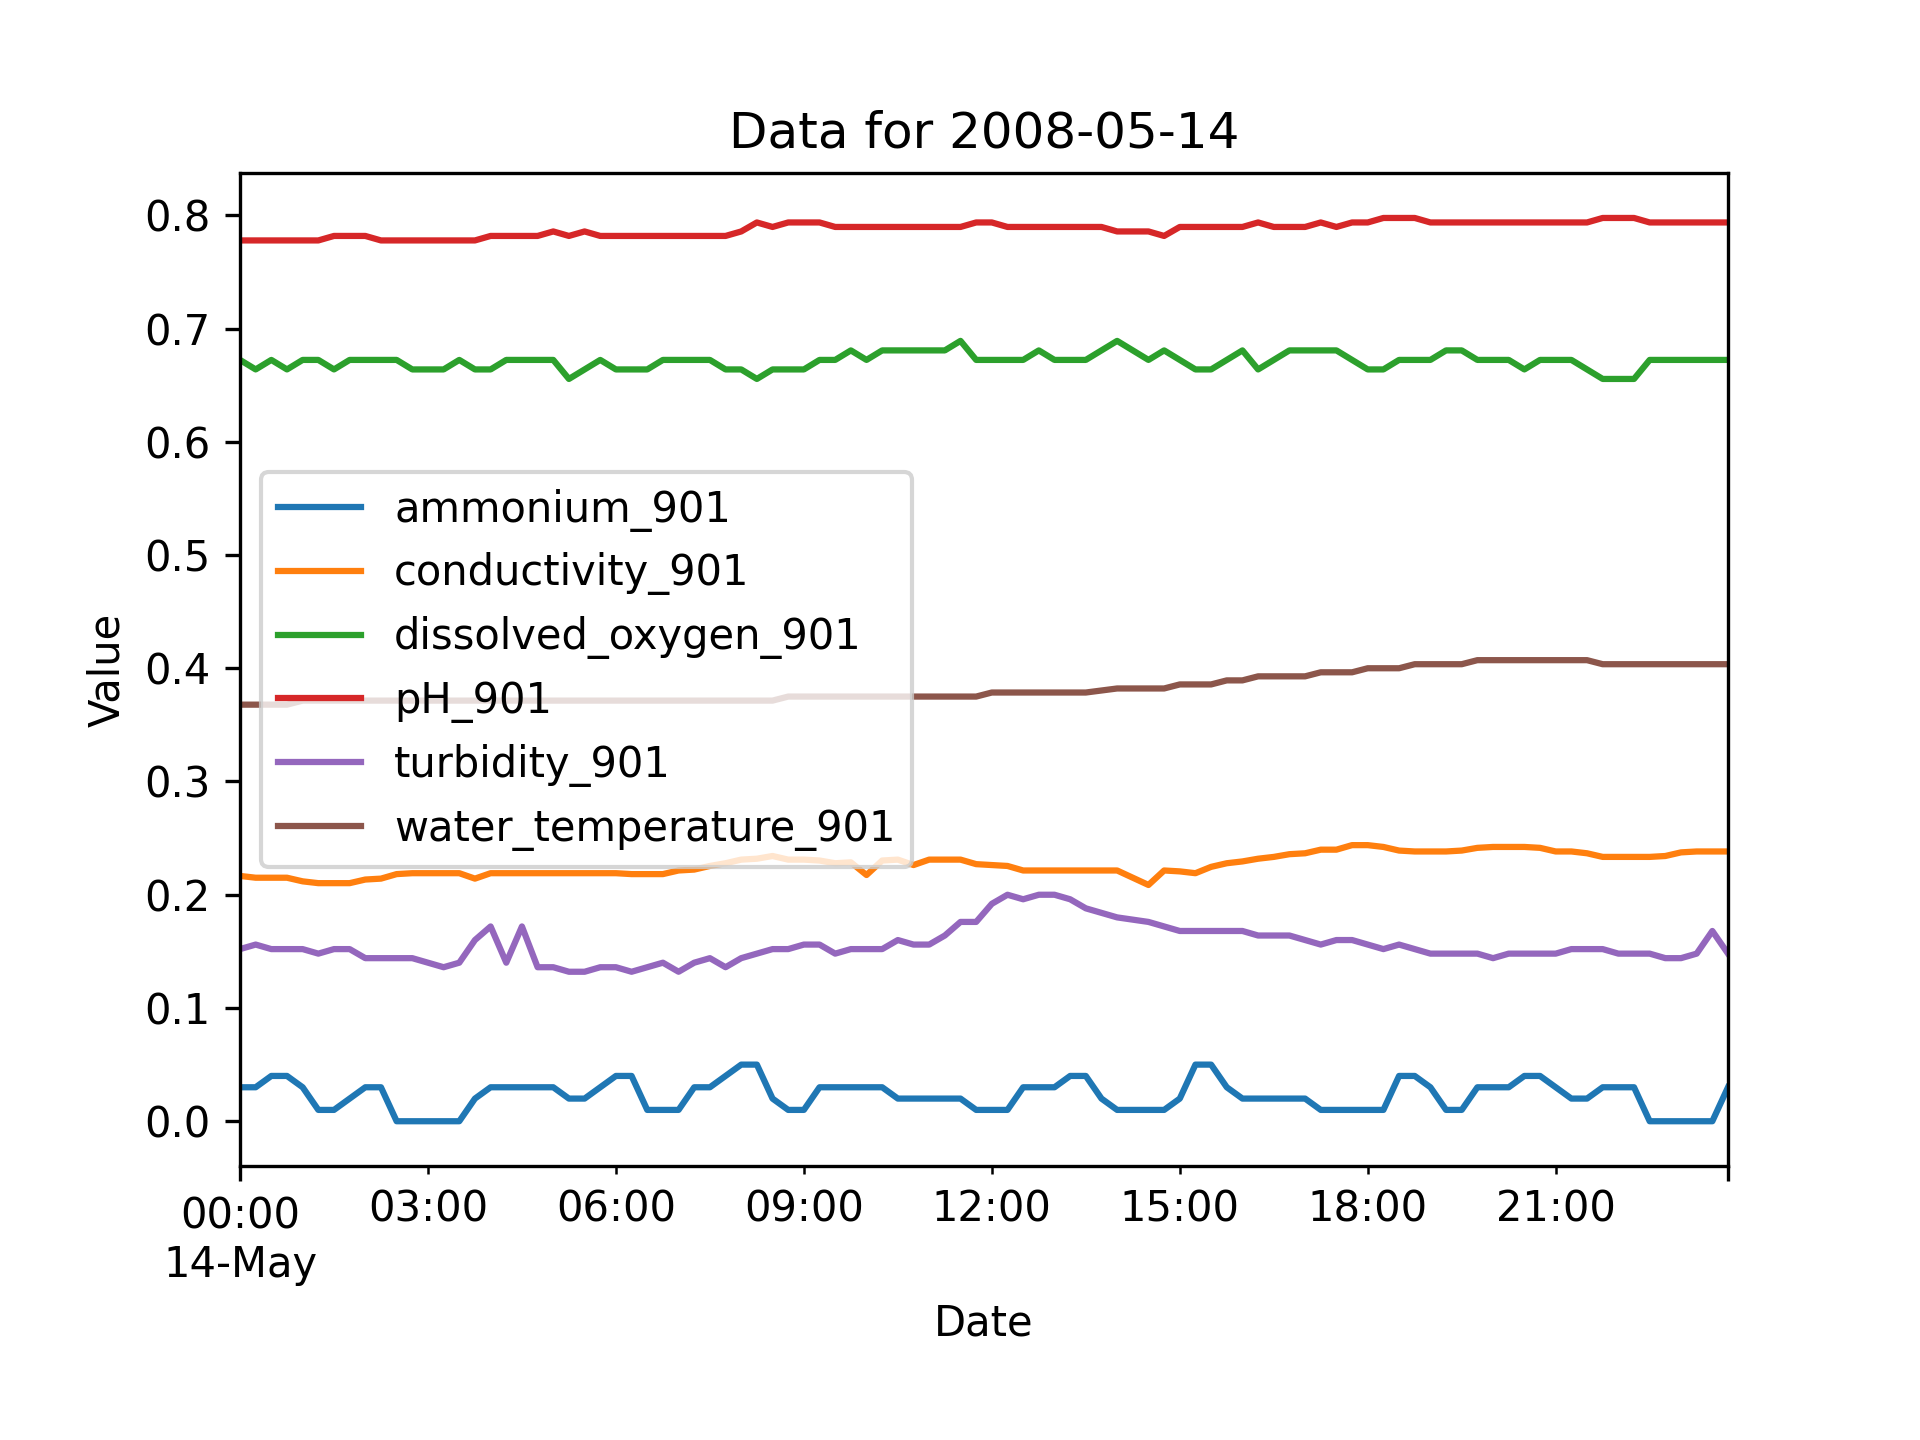 Data for 2008-05-14
0.8
0.7
0.6
0.5
0.4
0.3
0.2
0.1
0.0
Value
ammonium_901
conductivity_901
dissolved_oxygen_901
pH_901
turbidity_901
water_temperature_901
00:00 03:00 06:00 09:00 12:00 15:00 18:00 21:00
14-May
Date